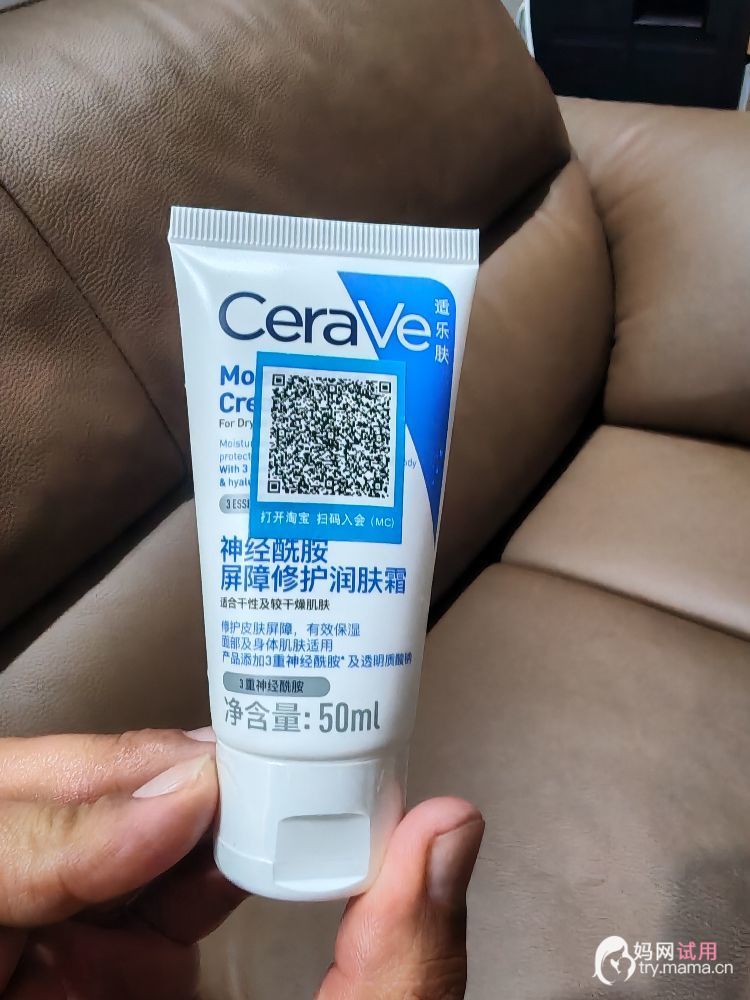 CeraVe
适乐肤
Mo
Cre
For Dry
Moistu
protect
body
With 3
& hyalu
3 ESSE
打开淘宝 扫码入会 (MC)
神经酰胺
屏障修护润肤霜
适合干性及较干燥肌肤
修护皮肤屏障，有效保湿
面部及身体肌肤适用
产品添加3重神经酰胺*及透明质酸钠
3重神经酰胺
净含量: 50ml
妈网试用
try.mama.cn